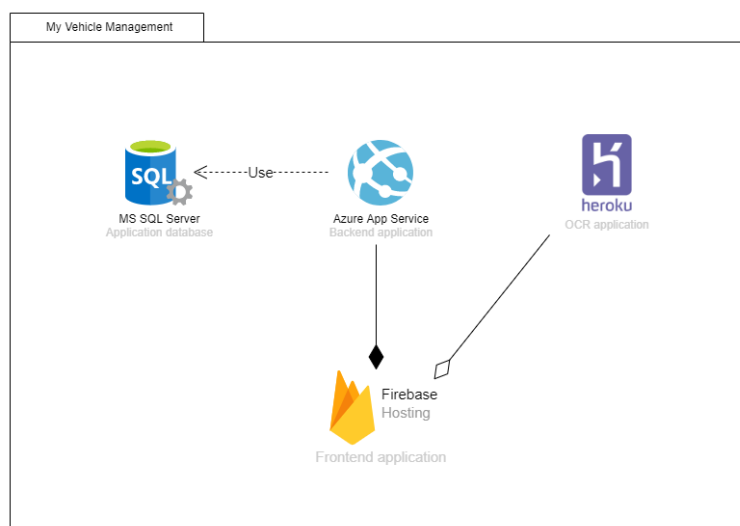 My Vehicle Management
SQL
Use
MS SQL Server
Application database
Azure App Service
Backend application
heroku
OCR application
Firebase
Hosting
Frontend application